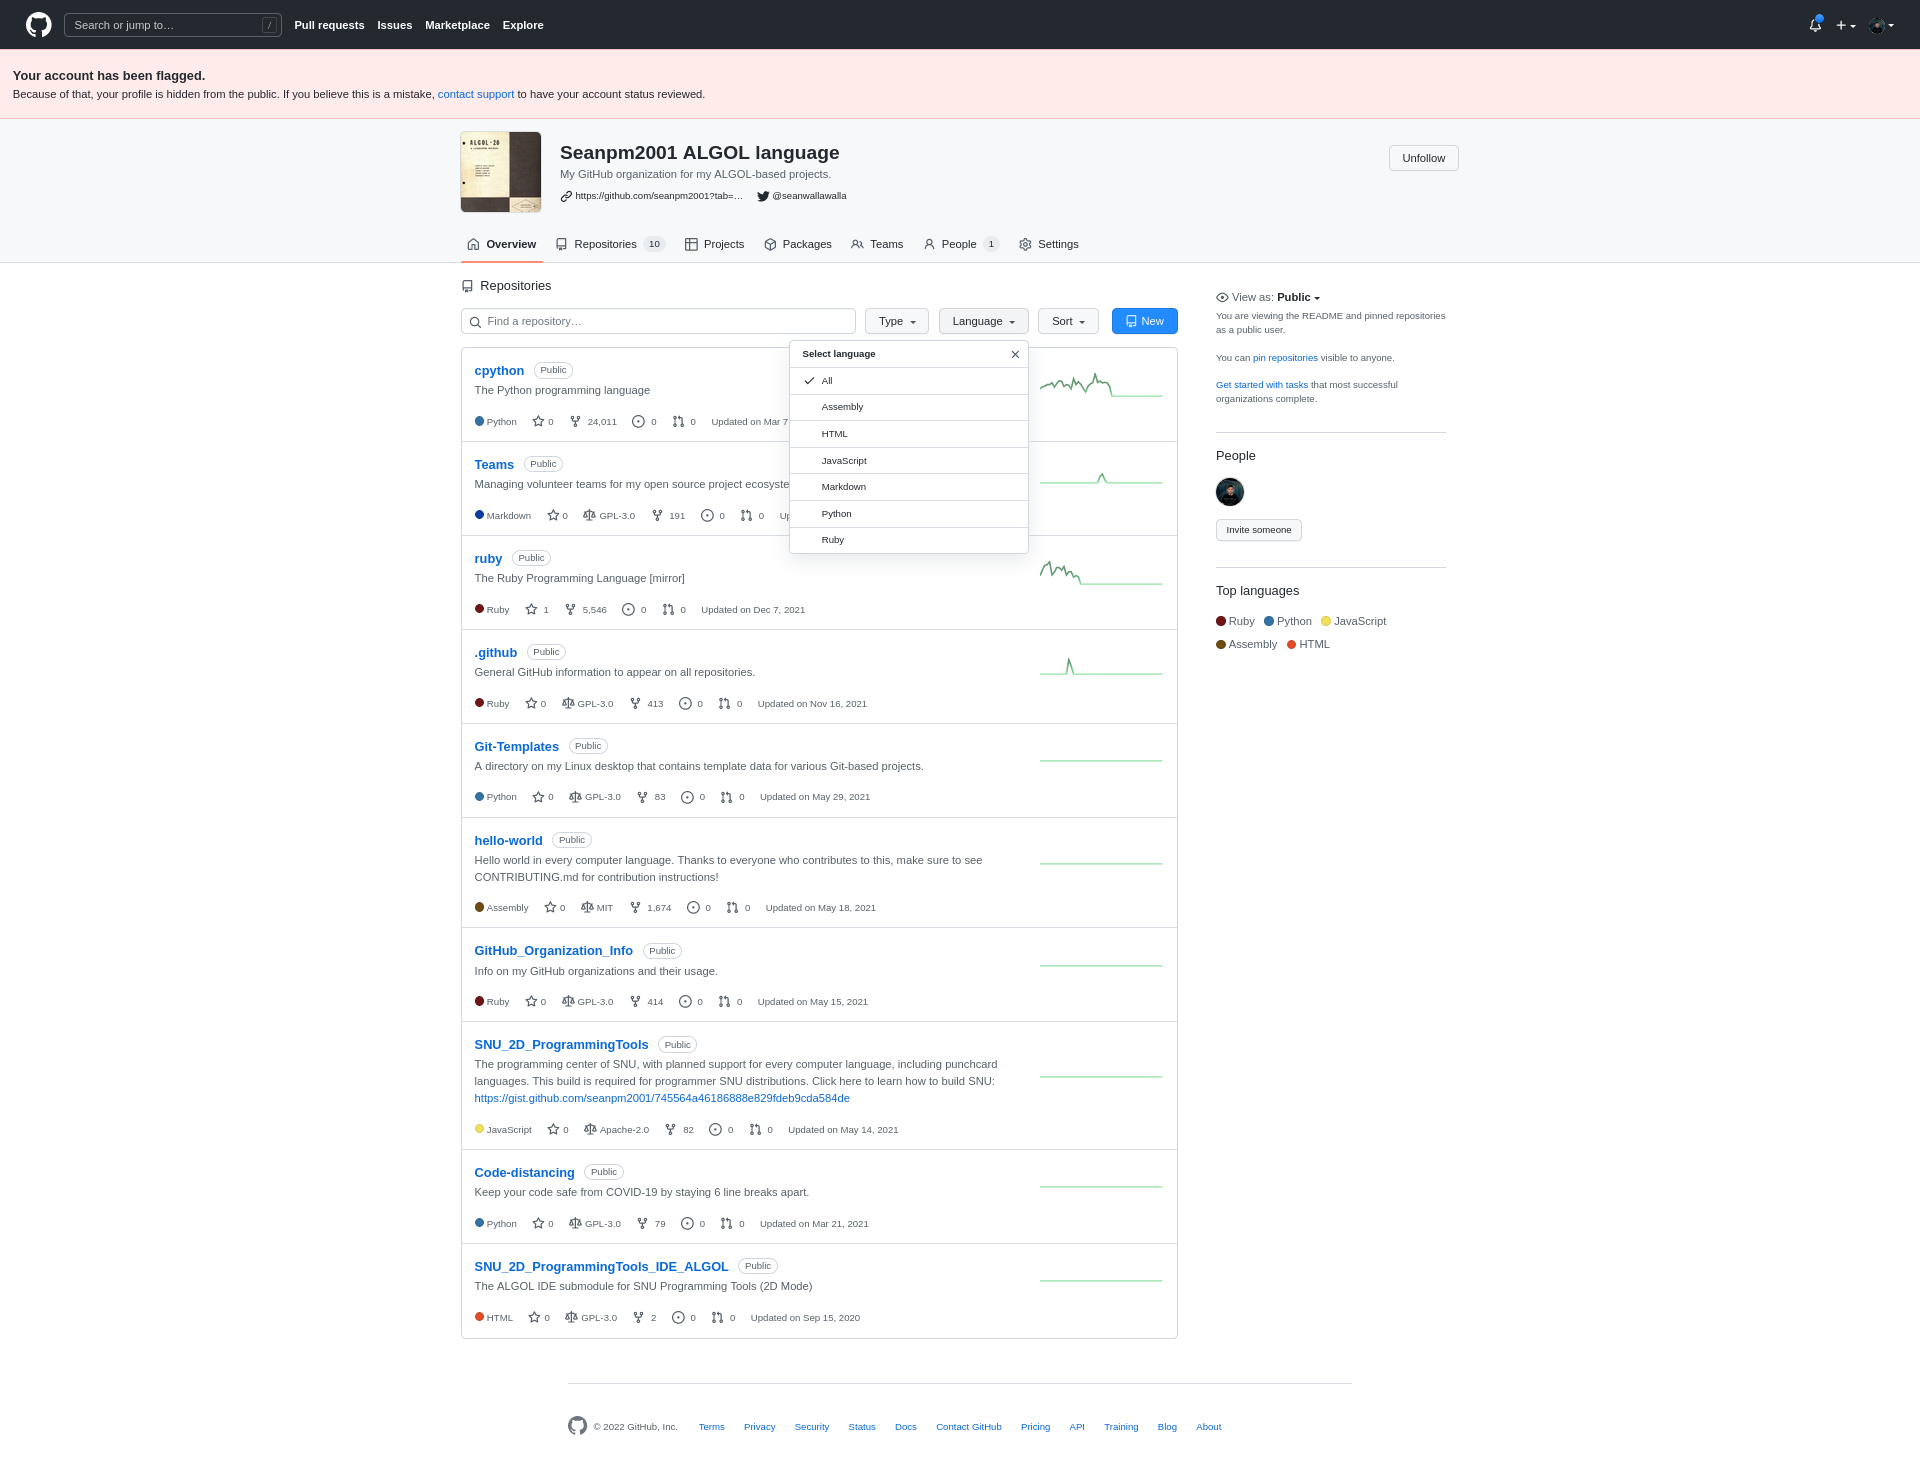 Search or jump to…
/
Pull requests
Issues
Marketplace
Explore
Your account has been flagged.
Because of that, your profile is hidden from the public. If you believe this is a mistake, contact support to have your account status reviewed.
ALGOL-20
Seanpm2001 ALGOL language
My GitHub organization for my ALGOL-based projects.
https://github.com/seanpm2001?tab=…
@seanwallawalla
Unfollow
Overview
Repositories 10
Projects
Packages
Teams
People 1
Settings
Repositories
Find a repository…
Type
Language
Sort
New
Select language
All
Assembly
HTML
JavaScript
Markdown
Python
Ruby
cpython Public
The Python programming language
Python 0 24,011 0 0 Updated on Mar 7
Teams Public
Managing volunteer teams for my open source project ecosyste
Markdown 0 GPL-3.0 191 0 0 Up
ruby Public
The Ruby Programming Language [mirror]
Ruby 1 5,546 0 0 Updated on Dec 7, 2021
.github Public
General GitHub information to appear on all repositories.
Ruby 0 GPL-3.0 413 0 0 Updated on Nov 16, 2021
Git-Templates Public
A directory on my Linux desktop that contains template data for various Git-based projects.
Python 0 GPL-3.0 83 0 0 Updated on May 29, 2021
hello-world Public
Hello world in every computer language. Thanks to everyone who contributes to this, make sure to see
CONTRIBUTING.md for contribution instructions!
Assembly 0 MIT 1,674 0 0 Updated on May 18, 2021
GitHub_Organization_Info Public
Info on my GitHub organizations and their usage.
Ruby 0 GPL-3.0 414 0 0 Updated on May 15, 2021
SNU_2D_ProgrammingTools Public
The programming center of SNU, with planned support for every computer language, including punchcard
languages. This build is required for programmer SNU distributions. Click here to learn how to build SNU:
https://gist.github.com/seanpm2001/745564a46186888e829fdeb9cda584de
JavaScript 0 Apache-2.0 82 0 0 Updated on May 14, 2021
Code-distancing Public
Keep your code safe from COVID-19 by staying 6 line breaks apart.
Python 0 GPL-3.0 79 0 0 Updated on Mar 21, 2021
SNU_2D_ProgrammingTools_IDE_ALGOL Public
The ALGOL IDE submodule for SNU Programming Tools (2D Mode)
HTML 0 GPL-3.0 2 0 0 Updated on Sep 15, 2020
View as: Public
You are viewing the README and pinned repositories
as a public user.
You can pin repositories visible to anyone.
Get started with tasks that most successful
organizations complete.
People
Invite someone
Top languages
Ruby Python JavaScript
Assembly HTML
© 2022 GitHub, Inc.
Terms
Privacy
Security
Status
Docs
Contact GitHub
Pricing
API
Training
Blog
About